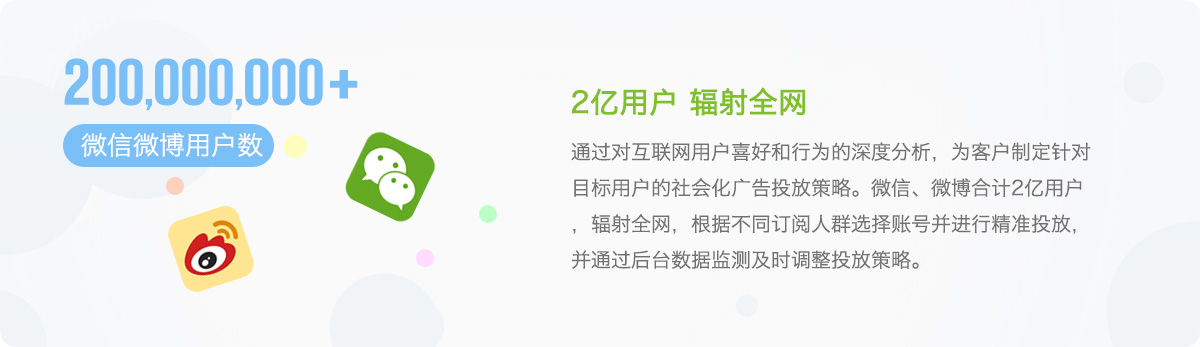 200,000,000+
微信微博用户数
2亿用户 辐射全网
通过对互联网用户喜好和行为的深度分析，为客户制定针对
目标用户的社会化广告投放策略。微信、微博合计2亿用户
，辐射全网，根据不同订阅人群选择账号并进行精准投放，
并通过后台数据监测及时调整投放策略。